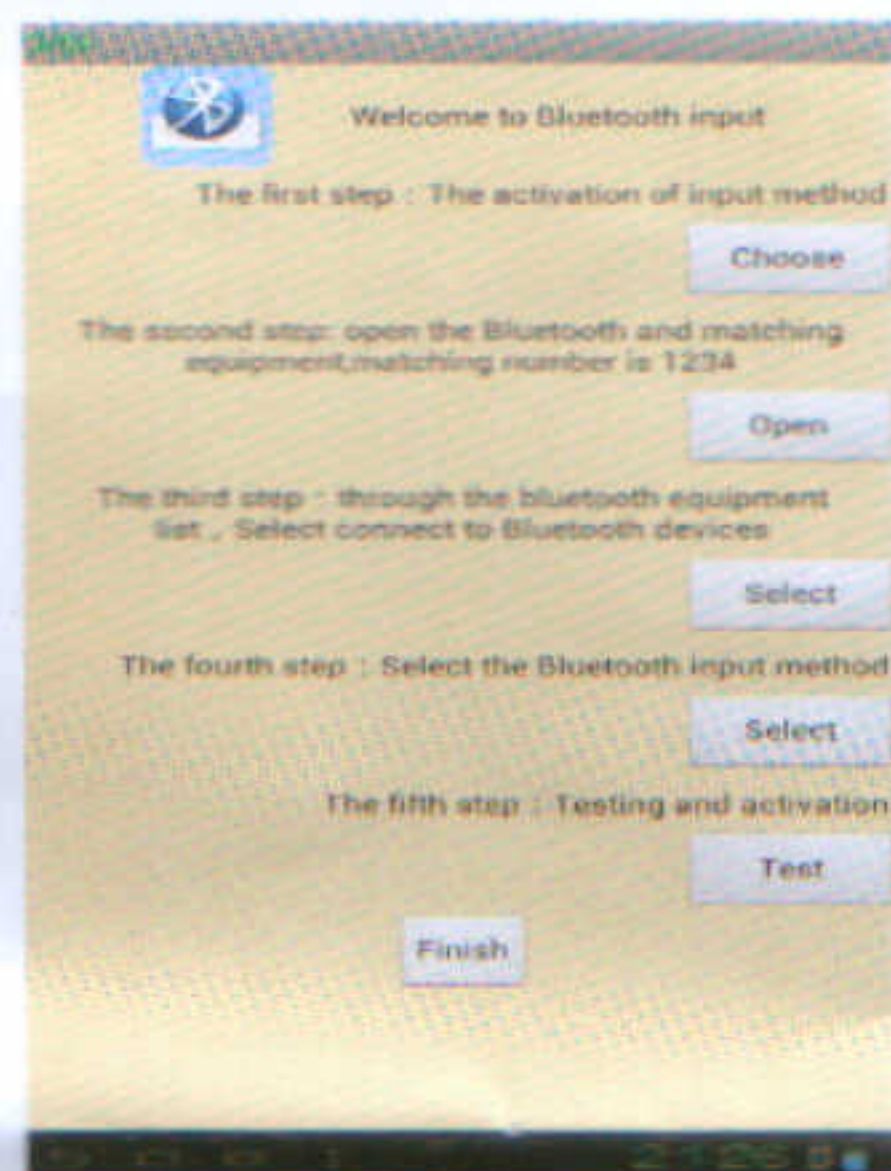 Welcome to Bluetooth input
The first step : The activation of input method
Choose
The second step: open the Bluetooth and matching
equipment,matching number is 1234
Open
The third step : through the bluetooth equipment
list , Select connect to Bluetooth devices
Select
The fourth step : Select the Bluetooth input method
Select
The fifth step : Testing and activation
Test
Finish